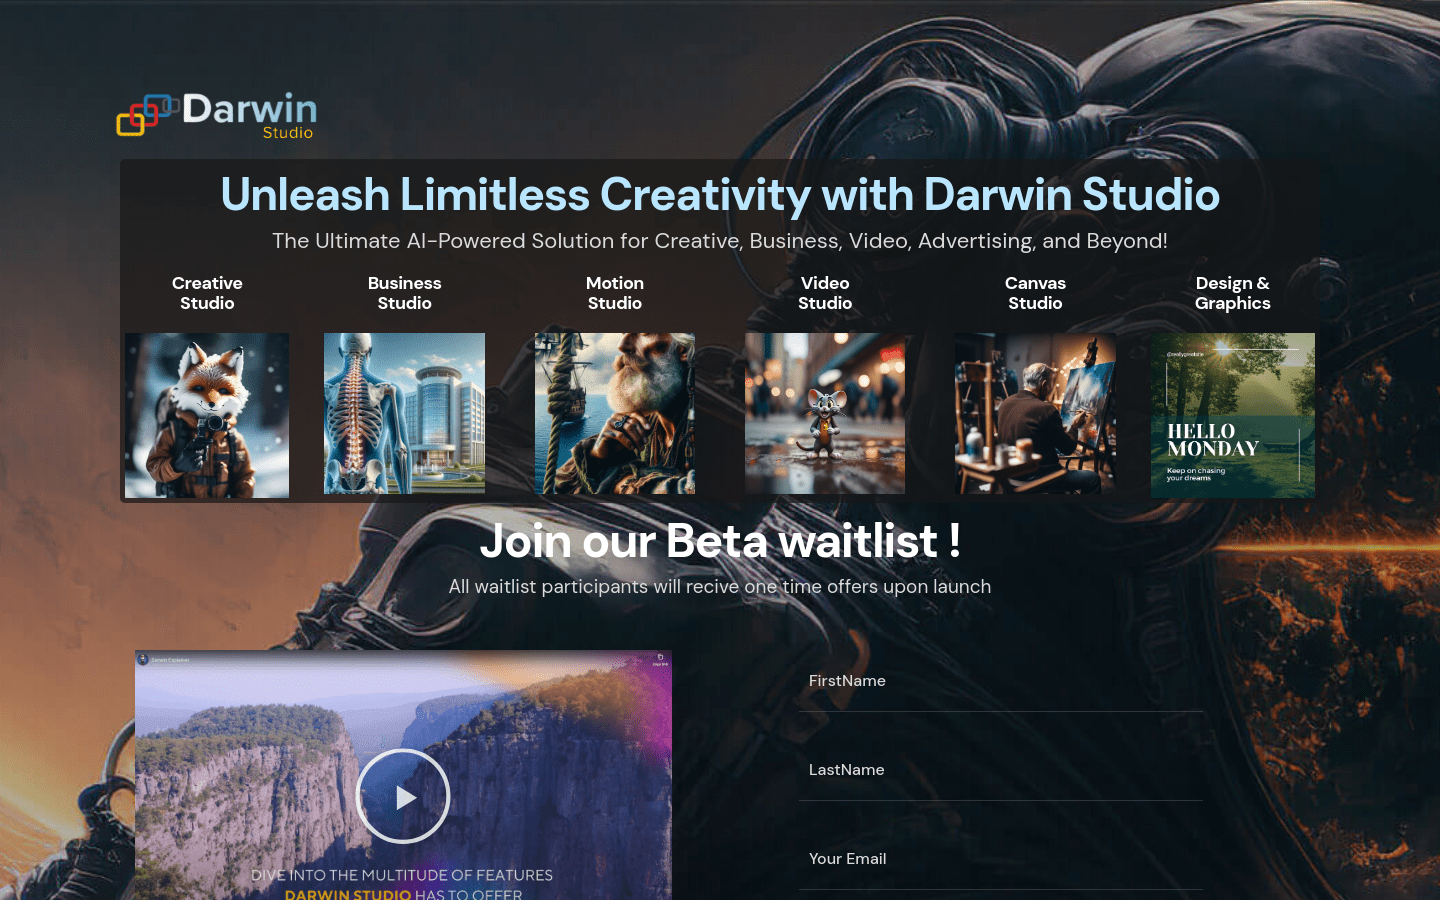 Darwin
Studio
Unleash Limitless Creativity with Darwin Studio
The Ultimate AI-Powered Solution for Creative, Business, Video, Advertising, and Beyond!
Creative
Studio
Business
Studio
Motion
Studio
Video
Studio
Canvas
Studio
Design &
Graphics
HELLO
MONDAY
Keep on chasing
your dreams
Join our Beta waitlist !
All waitlist participants will recive one time offers upon launch
Darwin Explainer
FirstName
LastName
Your Email
DIVE INTO THE MULTITUDE OF FEATURES
DARWIN STUDIO HAS TO OFFER